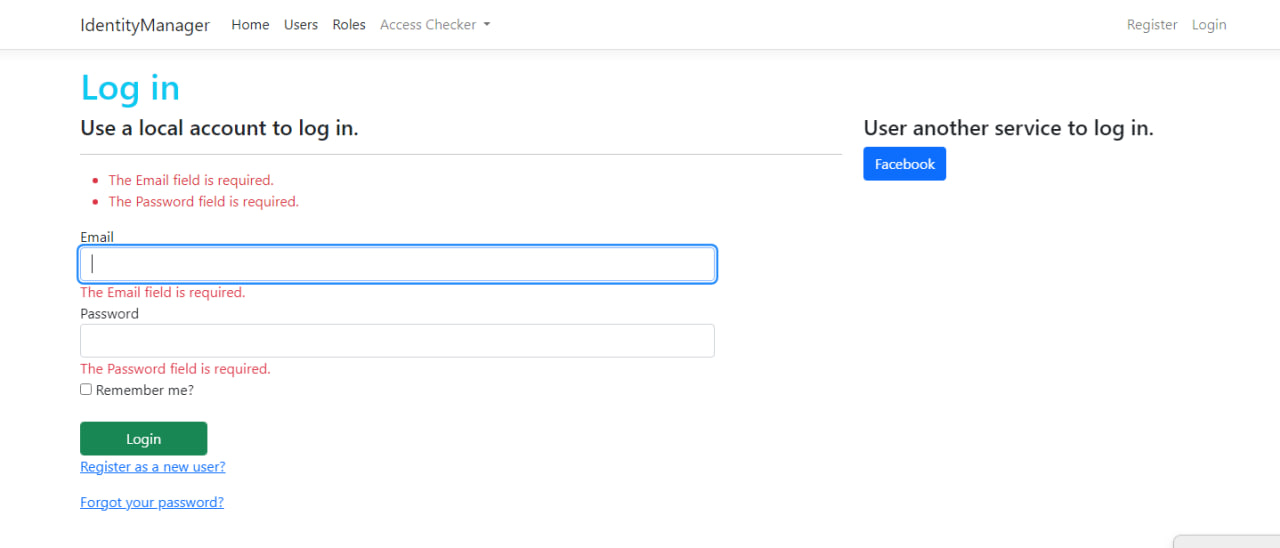 IdentityManager Home Users Roles Access Checker Register Login
Log in
Use a local account to log in.
User another service to log in.
Facebook
The Email field is required.
The Password field is required.
Email
The Email field is required.
Password
The Password field is required.
Remember me?
Login
Register as a new user?
Forgot your password?